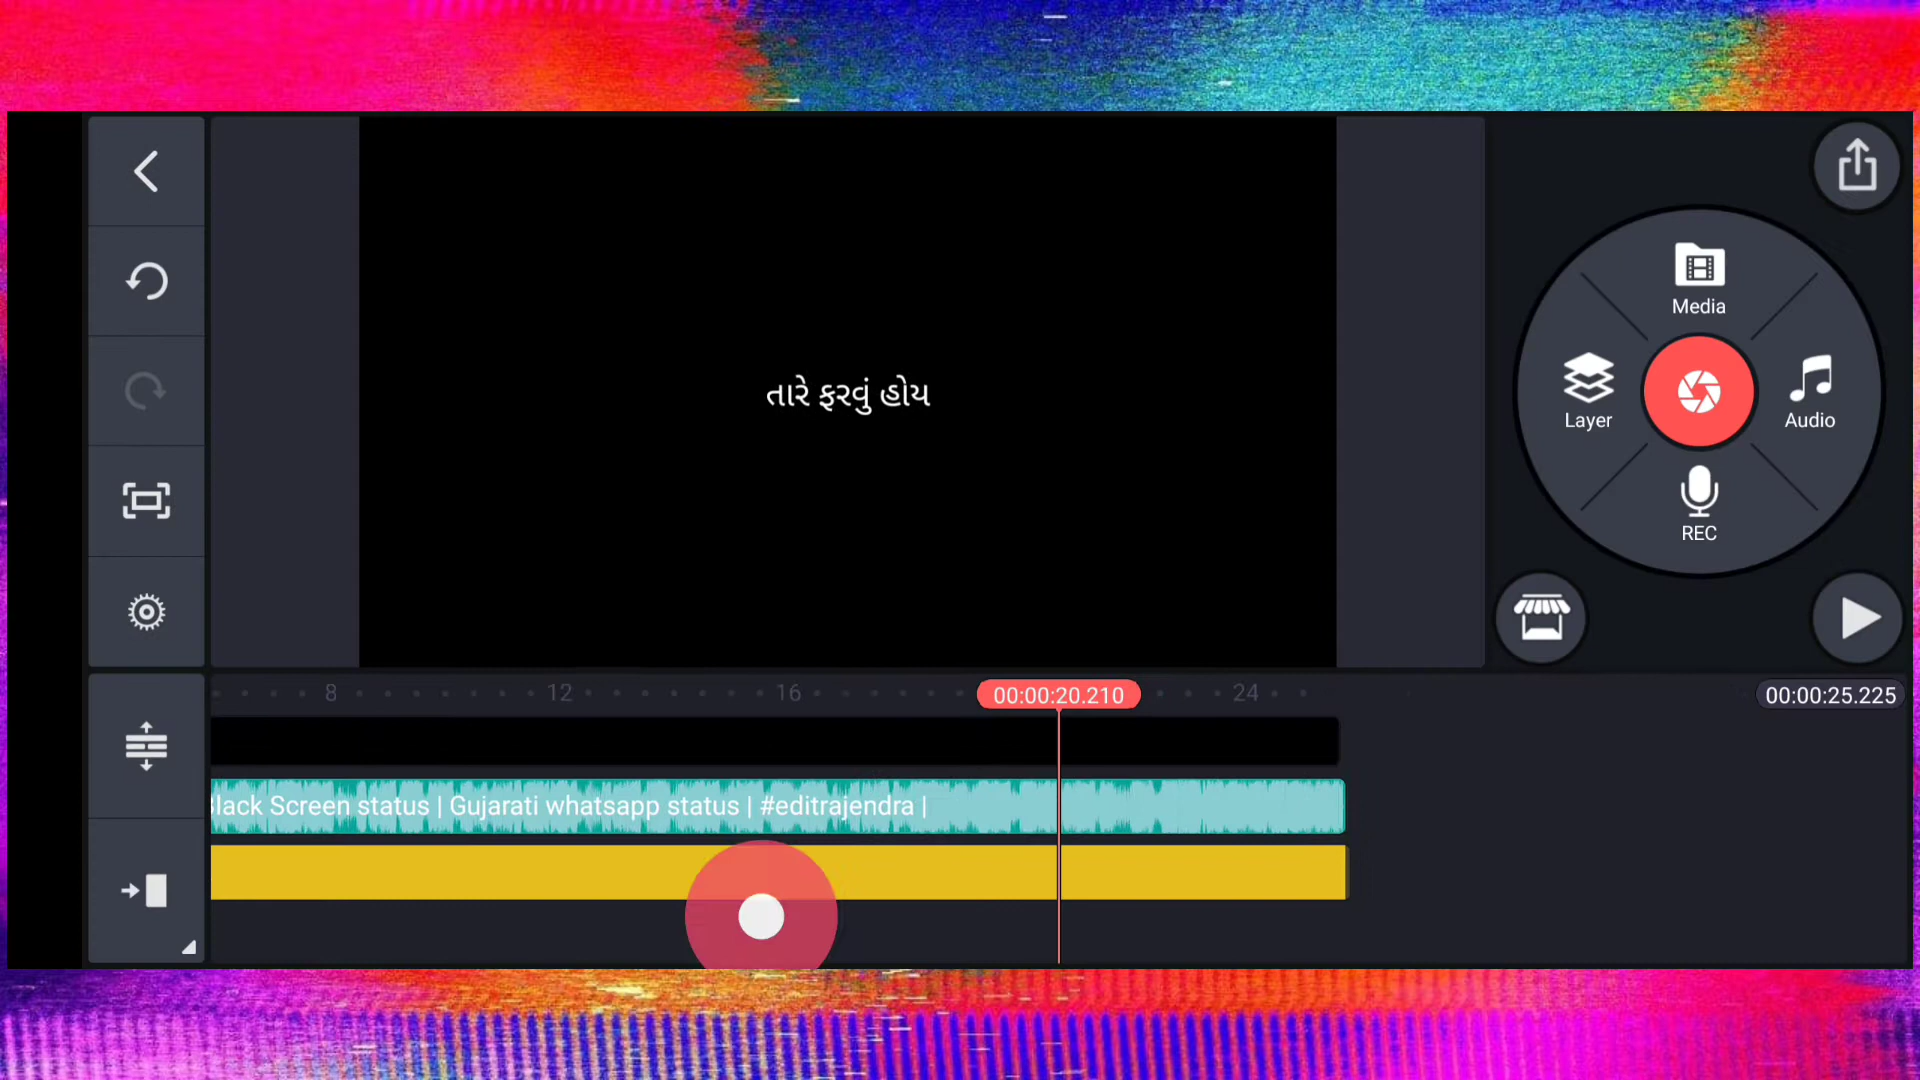 Media
તારે ફરવું હોય
Layer
Audio
REC
8 12 16 00:00:20.210 24 00:00:25.225
lack Screen status | Gujarati whatsapp status | #editrajendra |